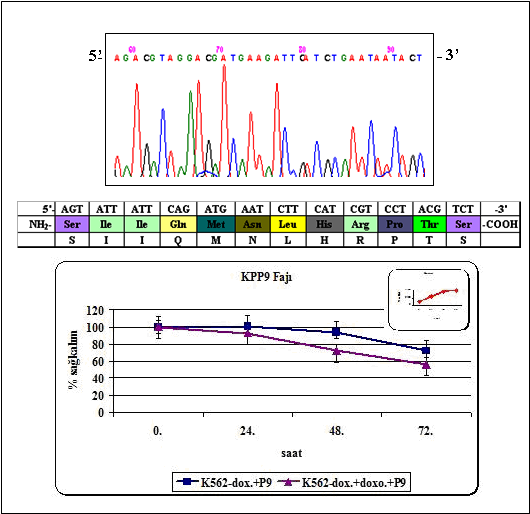 60 70 80 90
5' AGACGTAGGACGATGAAGATTCATCTGAATAATACT - 3'
5'- AGT ATT ATT CAG ATG AAT CTT CAT CGT CCT ACG TCT -3'
NH2- Ser Ile Ile Gln Met Asn Leu His Arg Pro Thr Ser -COOH
S I I Q M N L H R P T S
KPP9 Fajı
120
100
80
60
40
20
0
% sağkalım
0. 24. 48. 72.
saat
K562-dox.+P9 K562-dox.+doxo.+P9